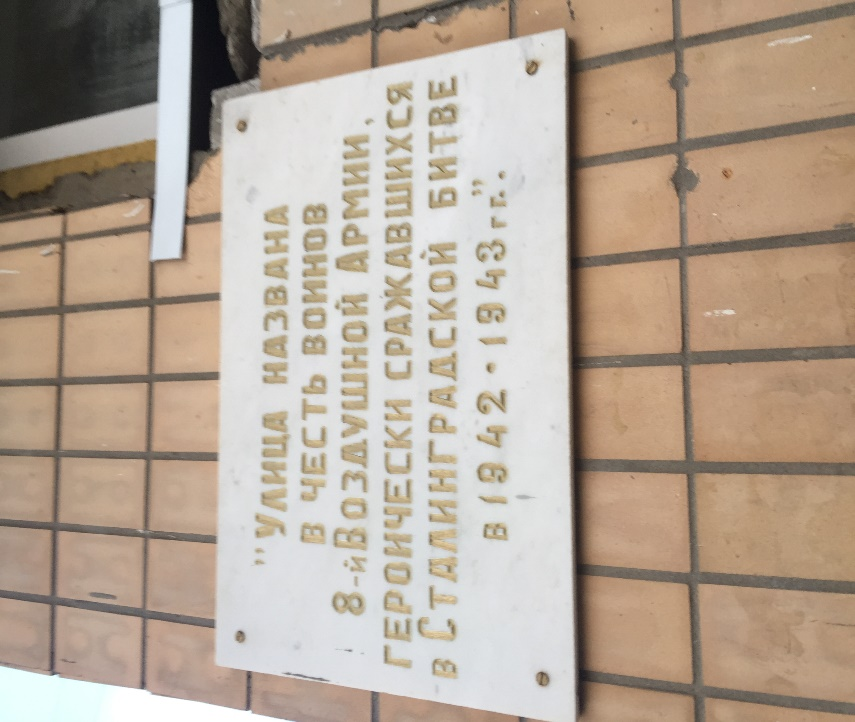 "УЛИЦА НАЗВАНА
В ЧЕСТЬ ВОИНОВ
8-й ВОЗДУШНОЙ АРМИИ,
ГЕРОИЧЕСКИ СРАЖАВШИХСЯ
В СТАЛИНГРАДСКОЙ БИТВЕ
В 1942·1943 гг.."